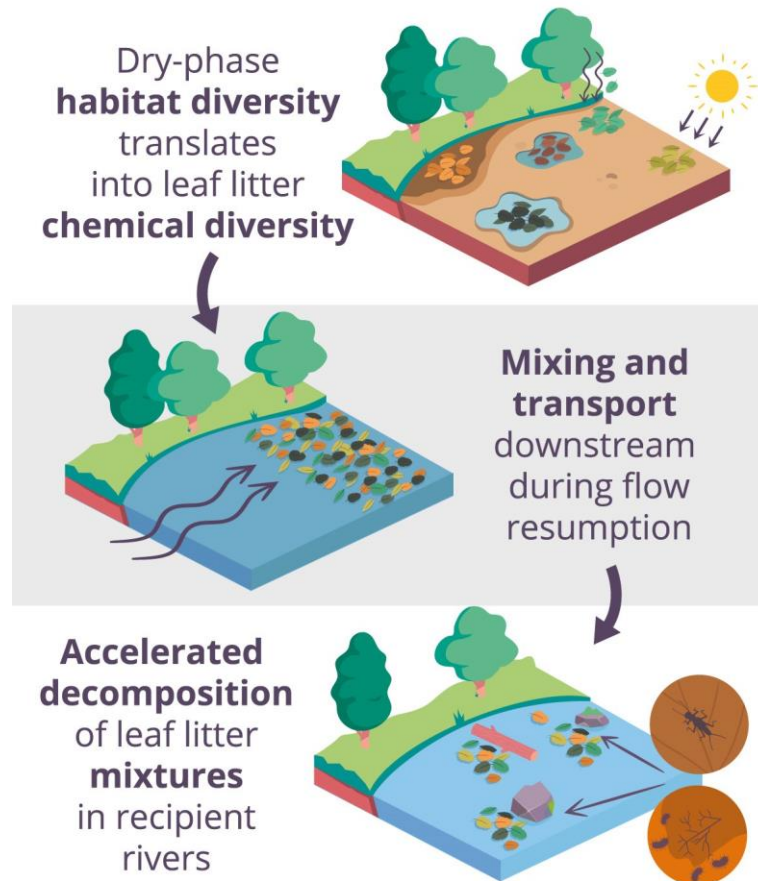 Dry-phase
habitat diversity
translates
into leaf litter
chemical diversity
Mixing and
transport
downstream
during flow
resumption
Accelerated
decomposition
of leaf litter
mixtures
in recipient
rivers